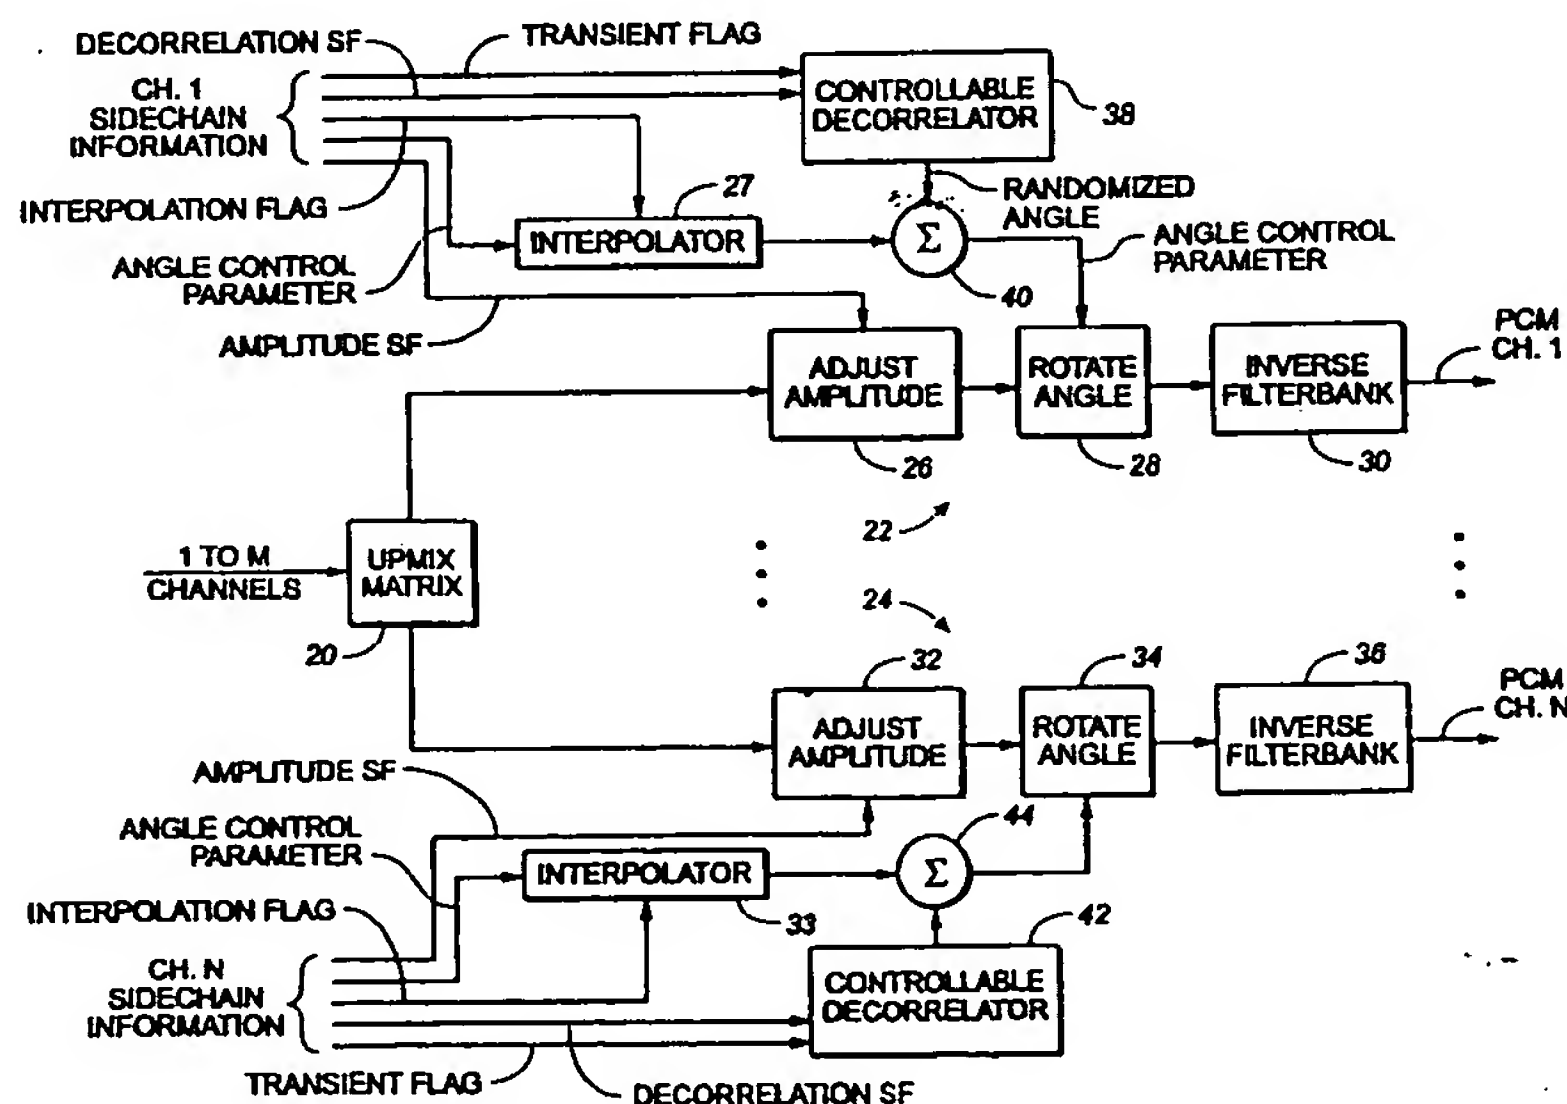 DECORRELATION SF
TRANSIENT FLAG
CH. 1
SIDECHAIN
INFORMATION
CONTROLLABLE
DECORRELATOR
38
INTERPOLATION FLAG
27
RANDOMIZED
ANGLE
INTERPOLATOR
Σ
ANGLE CONTROL
PARAMETER
ANGLE CONTROL
PARAMETER
40
AMPLITUDE SF
ADJUST
AMPLITUDE
ROTATE
ANGLE
INVERSE
FILTERBANK
PCM
CH. 1
26
28
30
22
1 TO M
CHANNELS
UPMIX
MATRIX
20
24
32
34
36
ADJUST
AMPLITUDE
ROTATE
ANGLE
INVERSE
FILTERBANK
PCM
CH. N
AMPLITUDE SF
ANGLE CONTROL
PARAMETER
44
INTERPOLATOR
Σ
INTERPOLATION FLAG
33
42
CH. N
SIDECHAIN
INFORMATION
CONTROLLABLE
DECORRELATOR
TRANSIENT FLAG
DECORRELATION SF